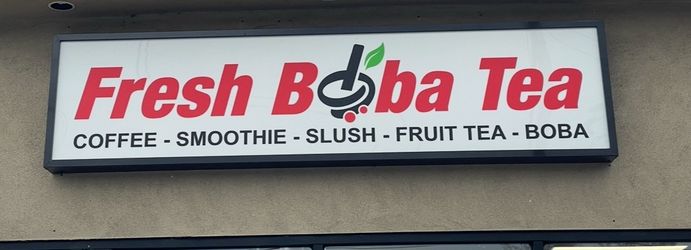 Fresh Boba Tea
COFFEE - SMOOTHIE - SLUSH - FRUIT TEA - BOBA